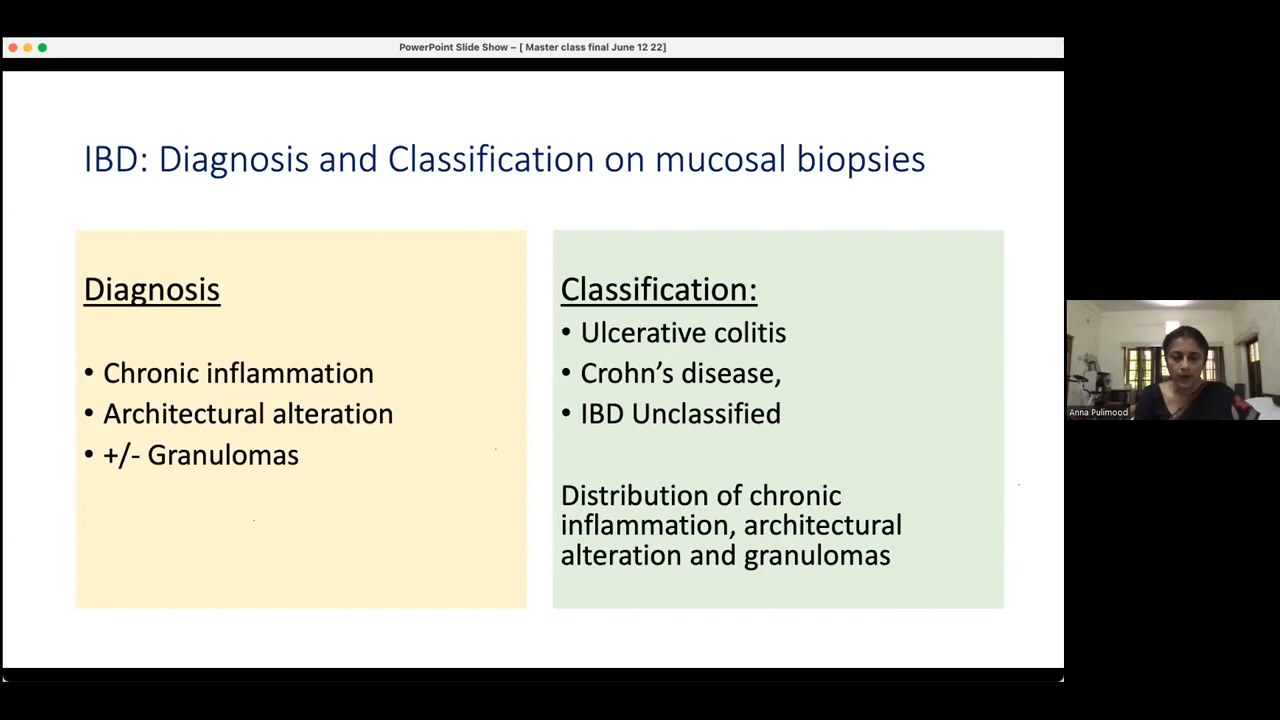 PowerPoint Slide Show – [ Master class final June 12 22]
IBD: Diagnosis and Classification on mucosal biopsies
Diagnosis
• Chronic inflammation
• Architectural alteration
• +/- Granulomas
Classification:
• Ulcerative colitis
• Crohn’s disease,
• IBD Unclassified
Distribution of chronic
inflammation, architectural
alteration and granulomas
Anna Pulimood